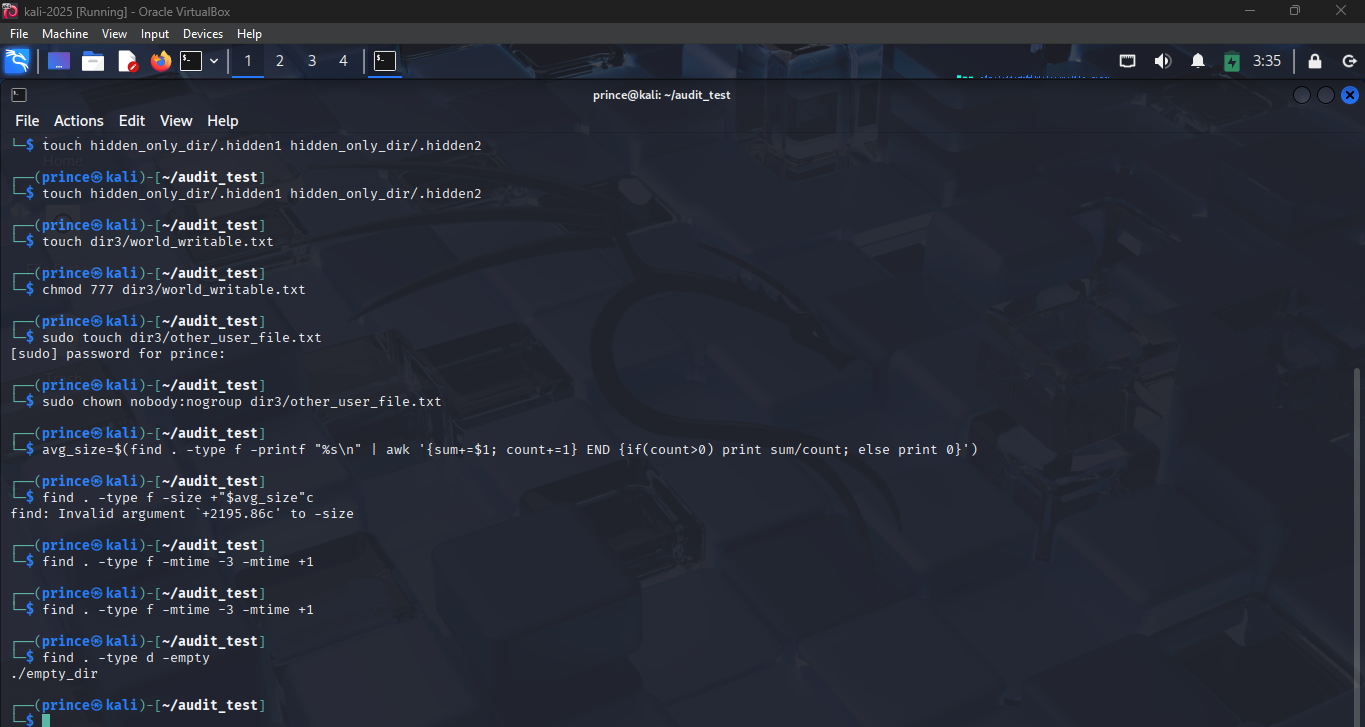 kali-2025 [Running] - Oracle VirtualBox
File Machine View Input Devices Help
1 2 3 4 3:35
prince@kali: ~/audit_test
File Actions Edit View Help
└─$ touch hidden_only_dir/.hidden1 hidden_only_dir/.hidden2
Home
┌──(prince㉿kali)-[~/audit_test]
└─$ touch hidden_only_dir/.hidden1 hidden_only_dir/.hidden2
┌──(prince㉿kali)-[~/audit_test]
└─$ touch dir3/world_writable.txt
┌──(prince㉿kali)-[~/audit_test]
└─$ chmod 777 dir3/world_writable.txt
┌──(prince㉿kali)-[~/audit_test]
└─$ sudo touch dir3/other_user_file.txt
[sudo] password for prince:
┌──(prince㉿kali)-[~/audit_test]
└─$ sudo chown nobody:nogroup dir3/other_user_file.txt
┌──(prince㉿kali)-[~/audit_test]
└─$ avg_size=$(find . -type f -printf "%s\n" | awk '{sum+=$1; count+=1} END {if(count>0) print sum/count; else print 0}')
┌──(prince㉿kali)-[~/audit_test]
└─$ find . -type f -size +"$avg_size"c
find: Invalid argument `+2195.86c' to -size
┌──(prince㉿kali)-[~/audit_test]
└─$ find . -type f -mtime -3 -mtime +1
┌──(prince㉿kali)-[~/audit_test]
└─$ find . -type f -mtime -3 -mtime +1
┌──(prince㉿kali)-[~/audit_test]
└─$ find . -type d -empty
./empty_dir
┌──(prince㉿kali)-[~/audit_test]
└─$